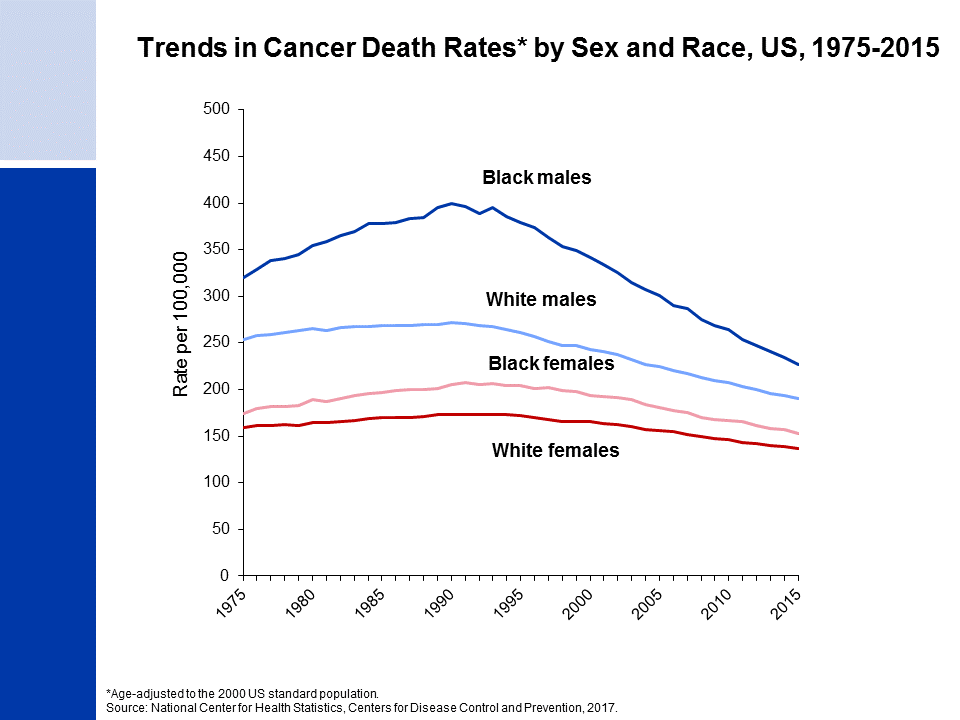 Trends in Cancer Death Rates* by Sex and Race, US, 1975-2015
500
450
Black males
400
350
White males
300
250
Black females
200
150
White females
100
50
0
Rate per 100,000
1975
1980
1985
1990
1995
2000
2005
2010
2015
*Age-adjusted to the 2000 US standard population.
Source: National Center for Health Statistics, Centers for Disease Control and Prevention, 2017.